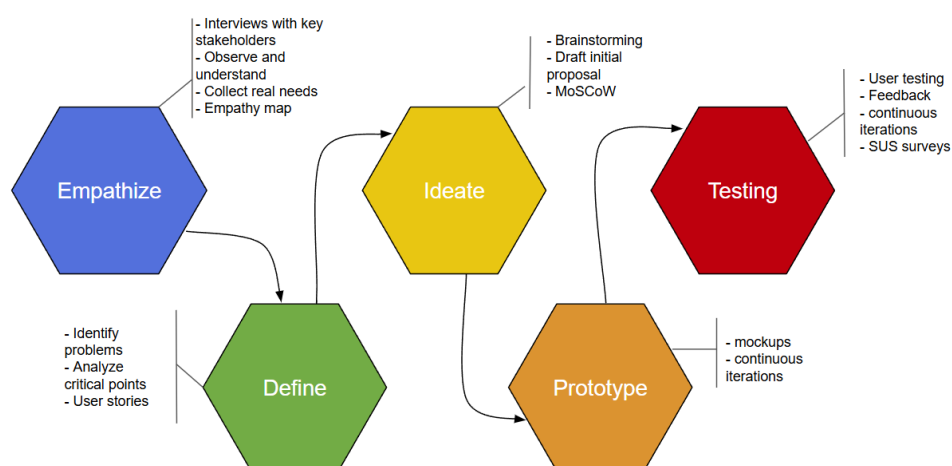 - Interviews with key
stakeholders
- Observe and
understand
- Collect real needs
- Empathy map
Empathize
- Identify
problems
- Analyze
critical points
- User stories
Define
- Brainstorming
- Draft initial
proposal
- MoSCoW
Ideate
- mockups
- continuous
iterations
Prototype
- User testing
- Feedback
- continuous
iterations
- SUS surveys
Testing